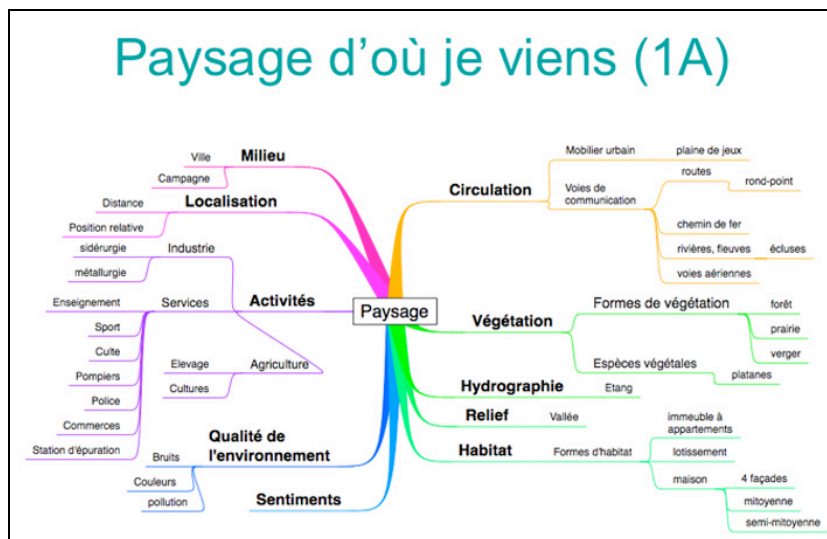 Paysage d'où je viens (1A)
Paysage
Milieu
Ville
Campagne
Localisation
Distance
Position relative
Activités
Industrie
sidérurgie
métallurgie
Services
Enseignement
Sport
Culte
Pompiers
Police
Commerces
Station d'épuration
Agriculture
Elevage
Cultures
Qualité de
l'environnement
Bruits
Couleurs
pollution
Sentiments
Circulation
Mobilier urbain
plaine de jeux
Voies de
communication
routes
rond-point
chemin de fer
rivières, fleuves
écluses
voies aériennes
Végétation
Formes de végétation
forêt
prairie
verger
Espèces végétales
platanes
Hydrographie
Etang
Relief
Vallée
Habitat
Formes d'habitat
immeuble à
appartements
lotissement
maison
4 façades
mitoyenne
semi-mitoyenne